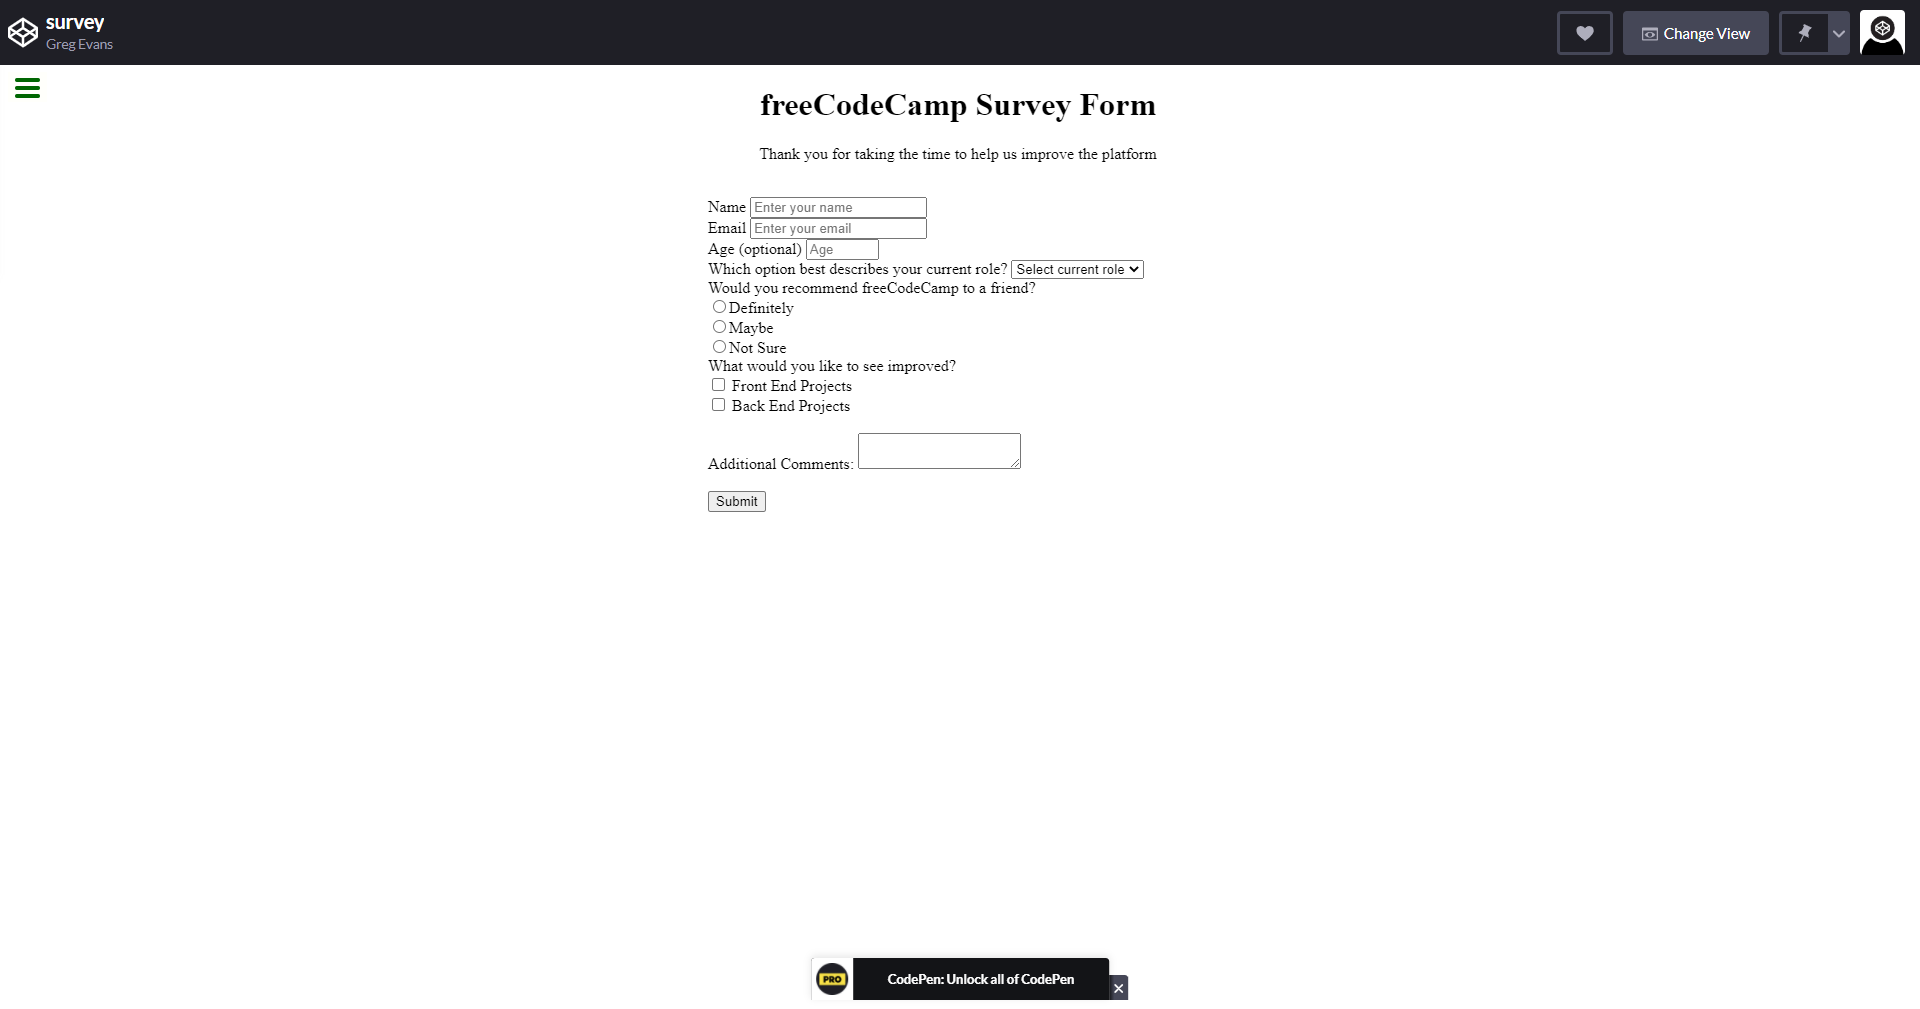 survey
Greg Evans
Change View
freeCodeCamp Survey Form
Thank you for taking the time to help us improve the platform
Name Enter your name
Email Enter your email
Age (optional) Age
Which option best describes your current role? Select current role
Would you recommend freeCodeCamp to a friend?
Definitely
Maybe
Not Sure
What would you like to see improved?
Front End Projects
Back End Projects
Additional Comments:
Submit
PRO CodePen: Unlock all of CodePen